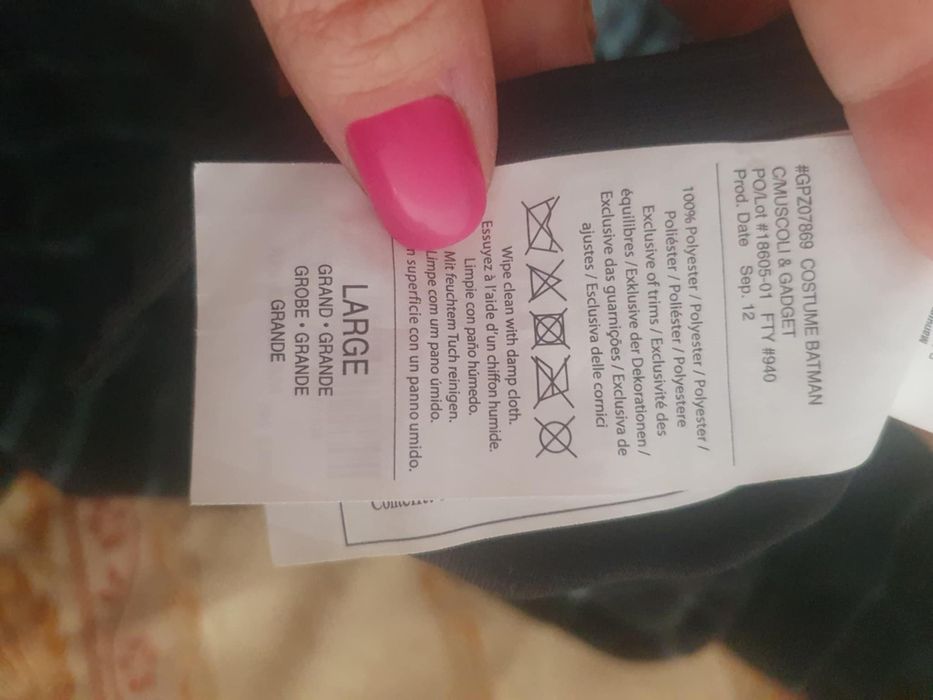 #GPZ07869 COSTUME BATMAN
C/MUSCOLI & GADGET
PO/Lot #18605-01 FTY #940
Prod. Date Sep. 12
100% Polyester / Polyester / Polyester /
Poliéster / Poliéster / Polyestere
Exclusive of trims / Exclusivité des
équilibres / Exklusive der Dekorationen /
Exclusive das guarnições / Exclusiva de
ajustes / Esclusiva delle cornici
Wipe clean with damp cloth.
Essuyez à l'aide d'un chiffon humide.
Limpie con paño húmedo.
Mit feuchtem Tuch reinigen.
Limpe com um pano úmido.
superficie con un panno umido.
LARGE
GRAND • GRANDE
GROBE • GRANDE
GRANDE